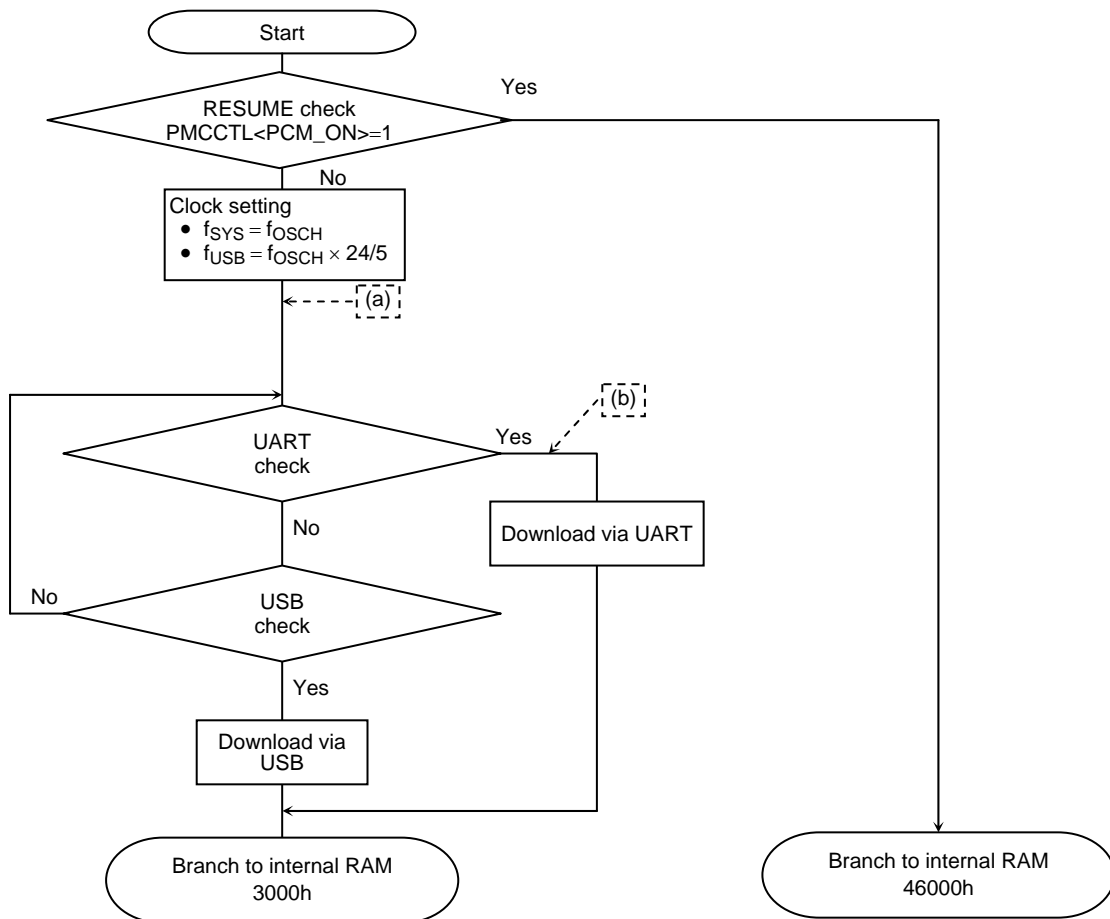 Start
Yes
RESUME check
PMCCTL<PCM_ON>=1
No
Clock setting
• fSYS = fOSCH
• fUSB = fOSCH × 24/5
(a)
(b)
Yes
UART
check
No
Download via UART
No
USB
check
Yes
Download via
USB
Branch to internal RAM
3000h
Branch to internal RAM
46000h